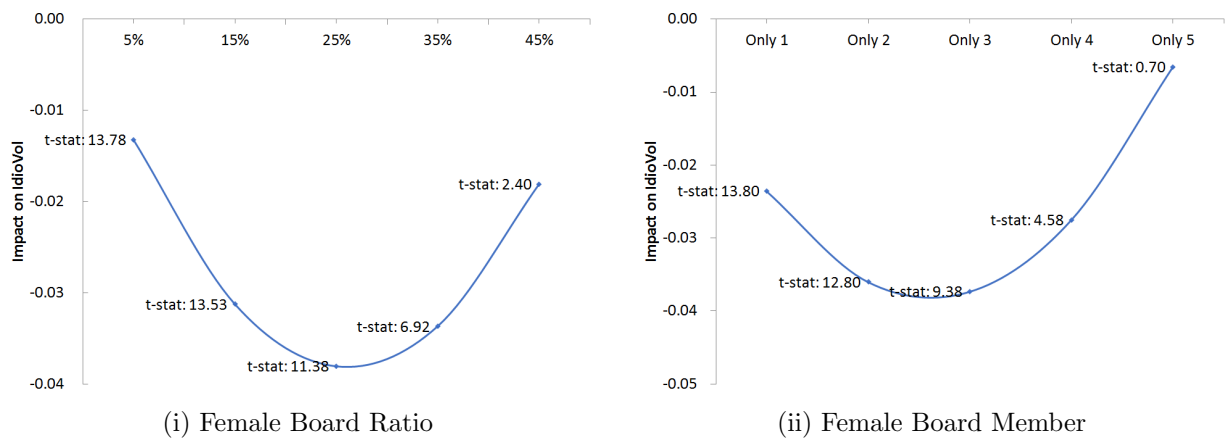 0.00
5%
15%
25%
35%
45%
-0.01
t-stat: 13.78
t-stat: 2.40
-0.02
Impact on IdioVol
-0.03
t-stat: 13.53
t-stat: 6.92
t-stat: 11.38
-0.04
(i) Female Board Ratio
0.00
Only 1
Only 2
Only 3
Only 4
Only 5
t-stat: 0.70
-0.01
-0.02
t-stat: 13.80
Impact on IdioVol
t-stat: 4.58
-0.03
t-stat: 12.80
t-stat: 9.38
-0.04
-0.05
(ii) Female Board Member